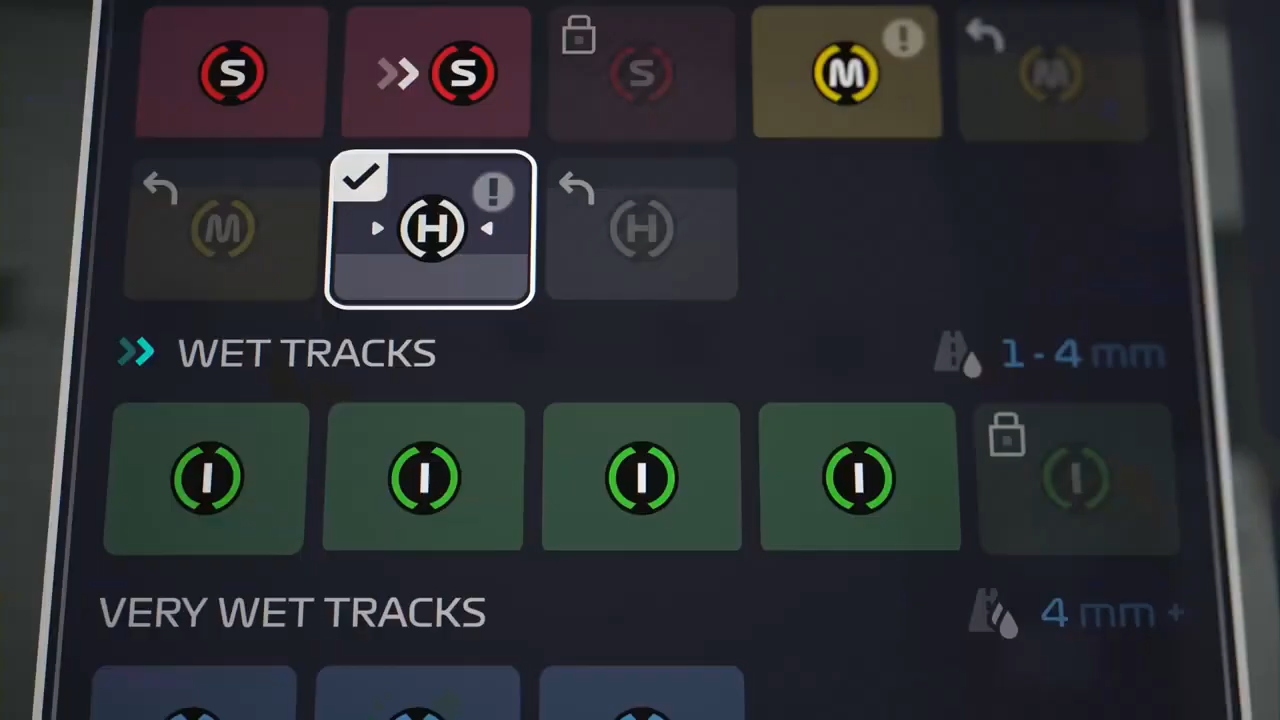 S S S M M
M H H
WET TRACKS 1 - 4 mm
I I I I I
VERY WET TRACKS 4 mm +